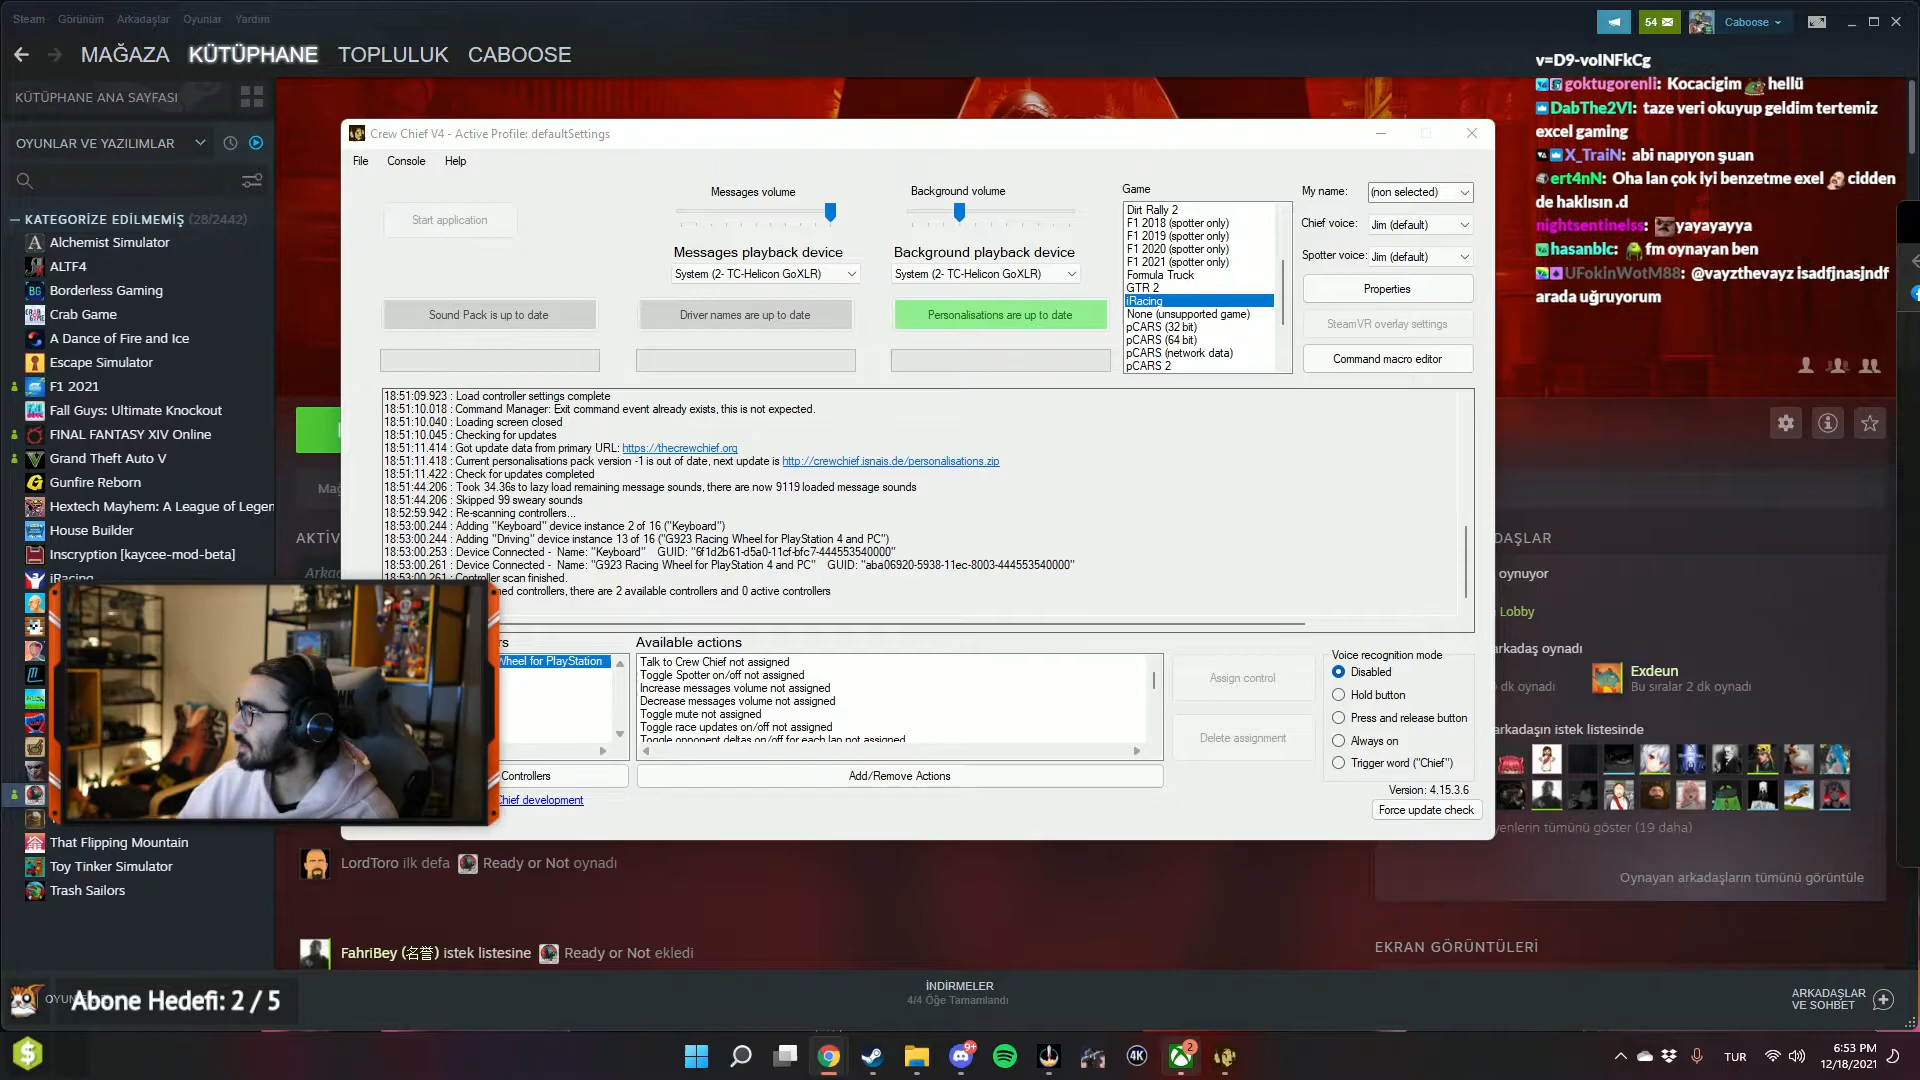 Steam Görünüm Arkadaşlar Oyunlar Yardım
54
Caboose
MAĞAZA KÜTÜPHANE TOPLULUK CABOOSE
KÜTÜPHANE ANA SAYFASI
OYUNLAR VE YAZILIMLAR
KATEGORİZE EDİLMEMİŞ (28/2442)
Alchemist Simulator
ALTF4
Borderless Gaming
Crab Game
A Dance of Fire and Ice
Escape Simulator
F1 2021
Fall Guys: Ultimate Knockout
FINAL FANTASY XIV Online
Grand Theft Auto V
Gunfire Reborn
Hextech Mayhem: A League of Legen
House Builder
Inscryption [kaycee-mod-beta]
iRacing
That Flipping Mountain
Toy Tinker Simulator
Trash Sailors
Crew Chief V4 - Active Profile: defaultSettings
File Console Help
Start application
Messages volume
Background volume
Messages playback device
Background playback device
System (2- TC-Helicon GoXLR)
System (2- TC-Helicon GoXLR)
Sound Pack is up to date
Driver names are up to date
Personalisations are up to date
Game
Dirt Rally 2
F1 2018 (spotter only)
F1 2019 (spotter only)
F1 2020 (spotter only)
F1 2021 (spotter only)
Formula Truck
GTR 2
iRacing
None (unsupported game)
pCARS (32 bit)
pCARS (64 bit)
pCARS (network data)
pCARS 2
My name: (non selected)
Chief voice: Jim (default)
Spotter voice: Jim (default)
Properties
SteamVR overlay settings
Command macro editor
18:51:09.923 : Load controller settings complete
18:51:10.018 : Command Manager: Exit command event already exists, this is not expected.
18:51:10.040 : Loading screen closed
18:51:10.045 : Checking for updates
18:51:11.414 : Got update data from primary URL: https://thecrewchief.org
18:51:11.418 : Current personalisations pack version -1 is out of date, next update is http://crewchief.isnais.de/personalisations.zip
18:51:11.422 : Check for updates completed
18:51:44.206 : Took 34.36s to lazy load remaining message sounds, there are now 9119 loaded message sounds
18:51:44.206 : Skipped 99 sweary sounds
18:52:59.942 : Re-scanning controllers...
18:53:00.244 : Adding "Keyboard" device instance 2 of 16 ("Keyboard")
18:53:00.244 : Adding "Driving" device instance 13 of 16 ("G923 Racing Wheel for PlayStation 4 and PC")
18:53:00.253 : Device Connected - Name: "Keyboard" GUID: "6f1d2b61-d5a0-11cf-bfc7-444553540000"
18:53:00.261 : Device Connected - Name: "G923 Racing Wheel for PlayStation 4 and PC" GUID: "aba06920-5938-11ec-8003-444553540000"
18:53:00.261 : Controller scan finished.
ned controllers, there are 2 available controllers and 0 active controllers
rs
Wheel for PlayStation
Controllers
Chief development
Available actions
Talk to Crew Chief not assigned
Toggle Spotter on/off not assigned
Increase messages volume not assigned
Decrease messages volume not assigned
Toggle mute not assigned
Toggle race updates on/off not assigned
Toggle opponent deltas on/off for each lap not assigned
Add/Remove Actions
Assign control
Delete assignment
Voice recognition mode
Disabled
Hold button
Press and release button
Always on
Trigger word ("Chief")
Version: 4.15.3.6
Force update check
v=D9-voINFkCg
goktugorenli: Kocacigim hellü
DabThe2VI: taze veri okuyup geldim tertemiz
excel gaming
X_TraiN: abi napıyon şuan
ert4nN: Oha lan çok iyi benzetme exel cidden
de haklısın .d
nightsentinelss: yayayayya
hasanblc: fm oynayan ben
UFokinWotM88: @vayzthevayz isadfjnasjndf
arada uğruyorum
AKTİV
DAŞLAR
oynuyor
Lobby
arkadaş oynadı
dk oynadı
Exdeun
Bu sıralar 2 dk oynadı
arkadaşın istek listesinde
yenlerin tümünü göster (19 daha)
Oynayan arkadaşların tümünü görüntüle
EKRAN GÖRÜNTÜLERİ
LordToro ilk defa Ready or Not oynadı
FahriBey (名誉) istek listesine Ready or Not ekledi
Abone Hedefi: 2 / 5
İNDİRMELER
4/4 Öğe Tamamlandı
ARKADAŞLAR
VE SOHBET
9+
4K
2
TUR
6:53 PM
12/18/2021